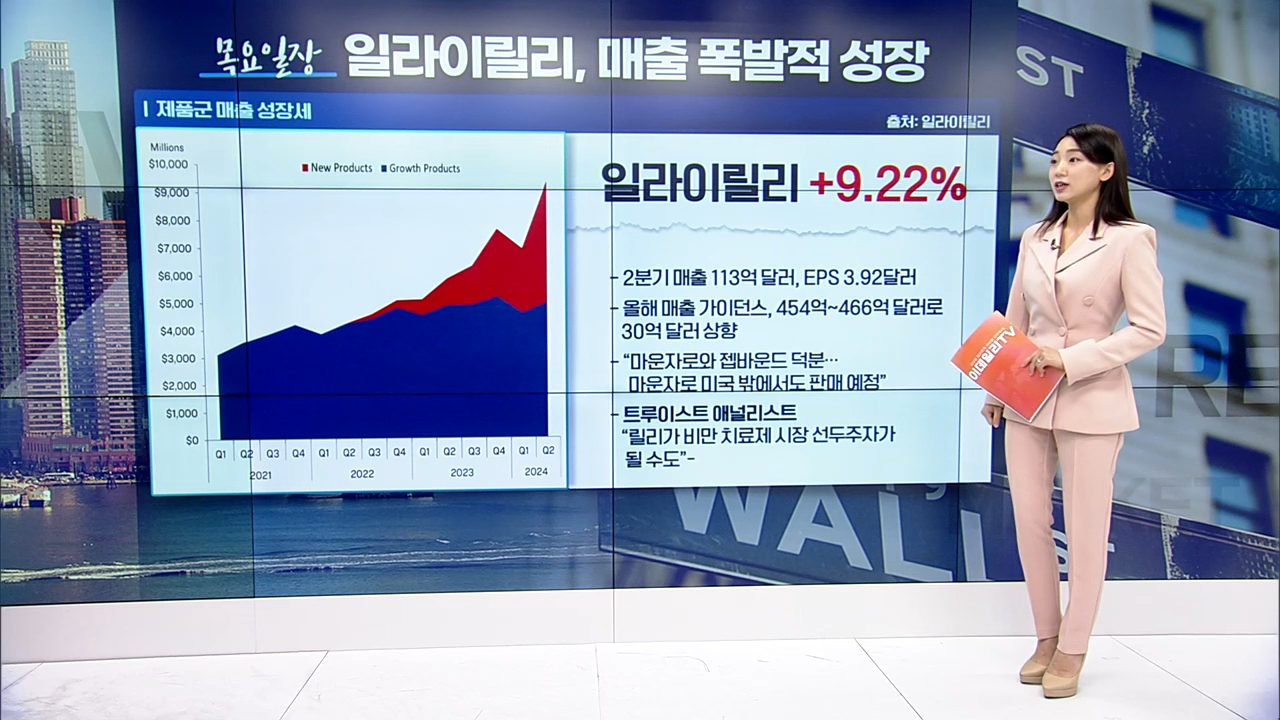 목요일장 일라이릴리, 매출 폭발적 성장
| 제품군 매출 성장세
출처: 일라이릴리
Millions
$10,000
$9,000
$8,000
$7,000
$6,000
$5,000
$4,000
$3,000
$2,000
$1,000
$0
New Products Growth Products
Q1 Q2 Q3 Q4 Q1 Q2 Q3 Q4 Q1 Q2 Q3 Q4 Q1 Q2
2021 2022 2023 2024
일라이릴리 +9.22%
- 2분기 매출 113억 달러, EPS 3.92달러
- 올해 매출 가이던스, 454억~466억 달러로
30억 달러 상향
- “마운자로와 젭바운드 덕분…
마운자로 미국 밖에서도 판매 예정”
- 트루이스트 애널리스트
“릴리가 비만 치료제 시장 선두주자가
될 수도”-
이데일리TV
ST
RE
WALL
ST